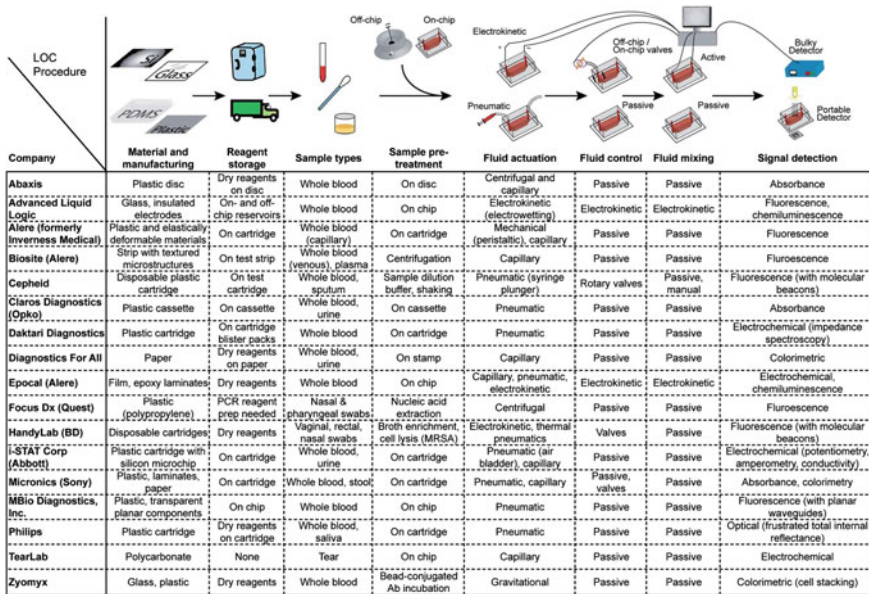 LOC
Procedure
Si
Glass
PDMS
Plastic
Off-chip
On-chip
Electrokinetic
Pneumatic
Off-chip /
On-chip valves
Passive
Active
Passive
Bulky
Detector
Portable
Detector
Company
Material and manufacturing
Reagent storage
Sample types
Sample pre-treatment
Fluid actuation
Fluid control
Fluid mixing
Signal detection
Abaxis
Plastic disc
Dry reagents
on disc
Whole blood
On disc
Centrifugal and
capillary
Passive
Passive
Absorbance
Advanced Liquid
Logic
Glass, insulated
electrodes
On- and off-
chip reservoirs
Whole blood
On chip
Electrokinetic
(electrowetting)
Electrokinetic
Electrokinetic
Fluorescence,
chemiluminescence
Alere (formerly
Inverness Medical)
Plastic and elastically
deformable materials
On cartridge
Whole blood
(capillary)
On cartridge
Mechanical
(peristaltic), capillary
Passive
Passive
Fluorescence
Biosite (Alere)
Strip with textured
microstructures
On test strip
Whole blood
(venous), plasma
Centrifugation
Capillary
Passive
Passive
Fluroescence
Cepheid
Disposable plastic
cartridge
On test
cartridge
Whole blood,
sputum
Sample dilution
buffer, shaking
Pneumatic (syringe
plunger)
Rotary valves
Passive,
manual
Fluorescence (with molecular
beacons)
Claros Diagnostics
(Opko)
Plastic cassette
On cassette
Whole blood,
urine
On cassette
Pneumatic
Passive
Passive
Absorbance
Daktari Diagnostics
Plastic cartridge
On cartridge
blister packs
Whole blood
On cartridge
Pneumatic
Passive
Passive
Electrochemical (impedance
spectroscopy)
Diagnostics For All
Paper
Dry reagents
on paper
Whole blood,
urine
On stamp
Capillary
Passive
Passive
Colorimetric
Epocal (Alere)
Film, epoxy laminates
Dry reagents
Whole blood
On chip
Capillary, pneumatic,
electrokinetic
Electrokinetic
Electrokinetic
Electrochemical,
chemiluminescence
Focus Dx (Quest)
Plastic
(polypropylene)
PCR reagent
prep needed
Nasal &
pharyngeal swabs
Nucleic acid
extraction
Centrifugal
Passive
Passive
Fluroescence
HandyLab (BD)
Disposable cartridges
Dry reagents
Vaginal, rectal,
nasal swabs
Broth enrichment,
cell lysis (MRSA)
Electrokinetic, thermal
pneumatics
Valves
Passive
Fluorescence (with molecular
beacons)
i-STAT Corp
(Abbott)
Plastic cartridge with
silicon microchip
On cartridge
Whole blood,
urine
On cartridge
Pneumatic (air
bladder), capillary
Passive
Passive
Electrochemical (potentiometry,
amperometry, conductivity)
Micronics (Sony)
Plastic, laminates,
paper
On cartridge
Whole blood, stool
On cartridge
Pneumatic, capillary
Passive,
valves
Passive
Absorbance, colorimetry
MBio Diagnostics,
Inc.
Plastic, transparent
planar components
On chip
Whole blood
On chip
Pneumatic
Passive
Passive
Fluorescence (with planar
waveguides)
Philips
Plastic cartridge
Dry reagents
on cartridge
Whole blood,
saliva
On cartridge
Pneumatic
Passive
Passive
Optical (frustrated total internal
reflectance)
TearLab
Polycarbonate
None
Tear
On chip
Capillary
Passive
Passive
Electrochemical
Zyomyx
Glass, plastic
Dry reagents
Whole blood
Bead-conjugated
Ab incubation
Gravitational
Passive
Passive
Colorimetric (cell stacking)